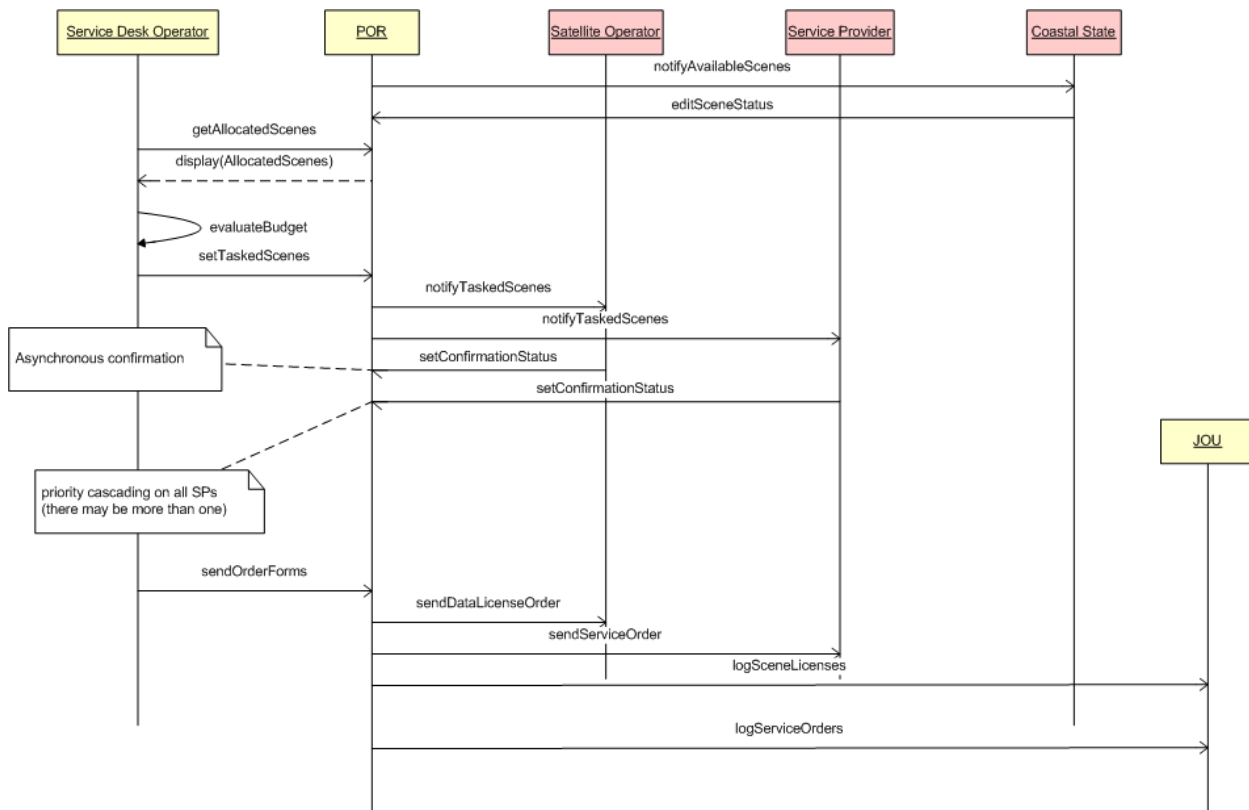 Service Desk Operator
POR
Satellite Operator
Service Provider
Coastal State
notifyAvailableScenes
editSceneStatus
getAllocatedScenes
display(AllocatedScenes)
evaluateBudget
setTaskedScenes
notifyTaskedScenes
notifyTaskedScenes
Asynchronous confirmation
setConfirmationStatus
setConfirmationStatus
JOU
priority cascading on all SPs
(there may be more than one)
sendOrderForms
sendDataLicenseOrder
sendServiceOrder
logSceneLicenses
logServiceOrders